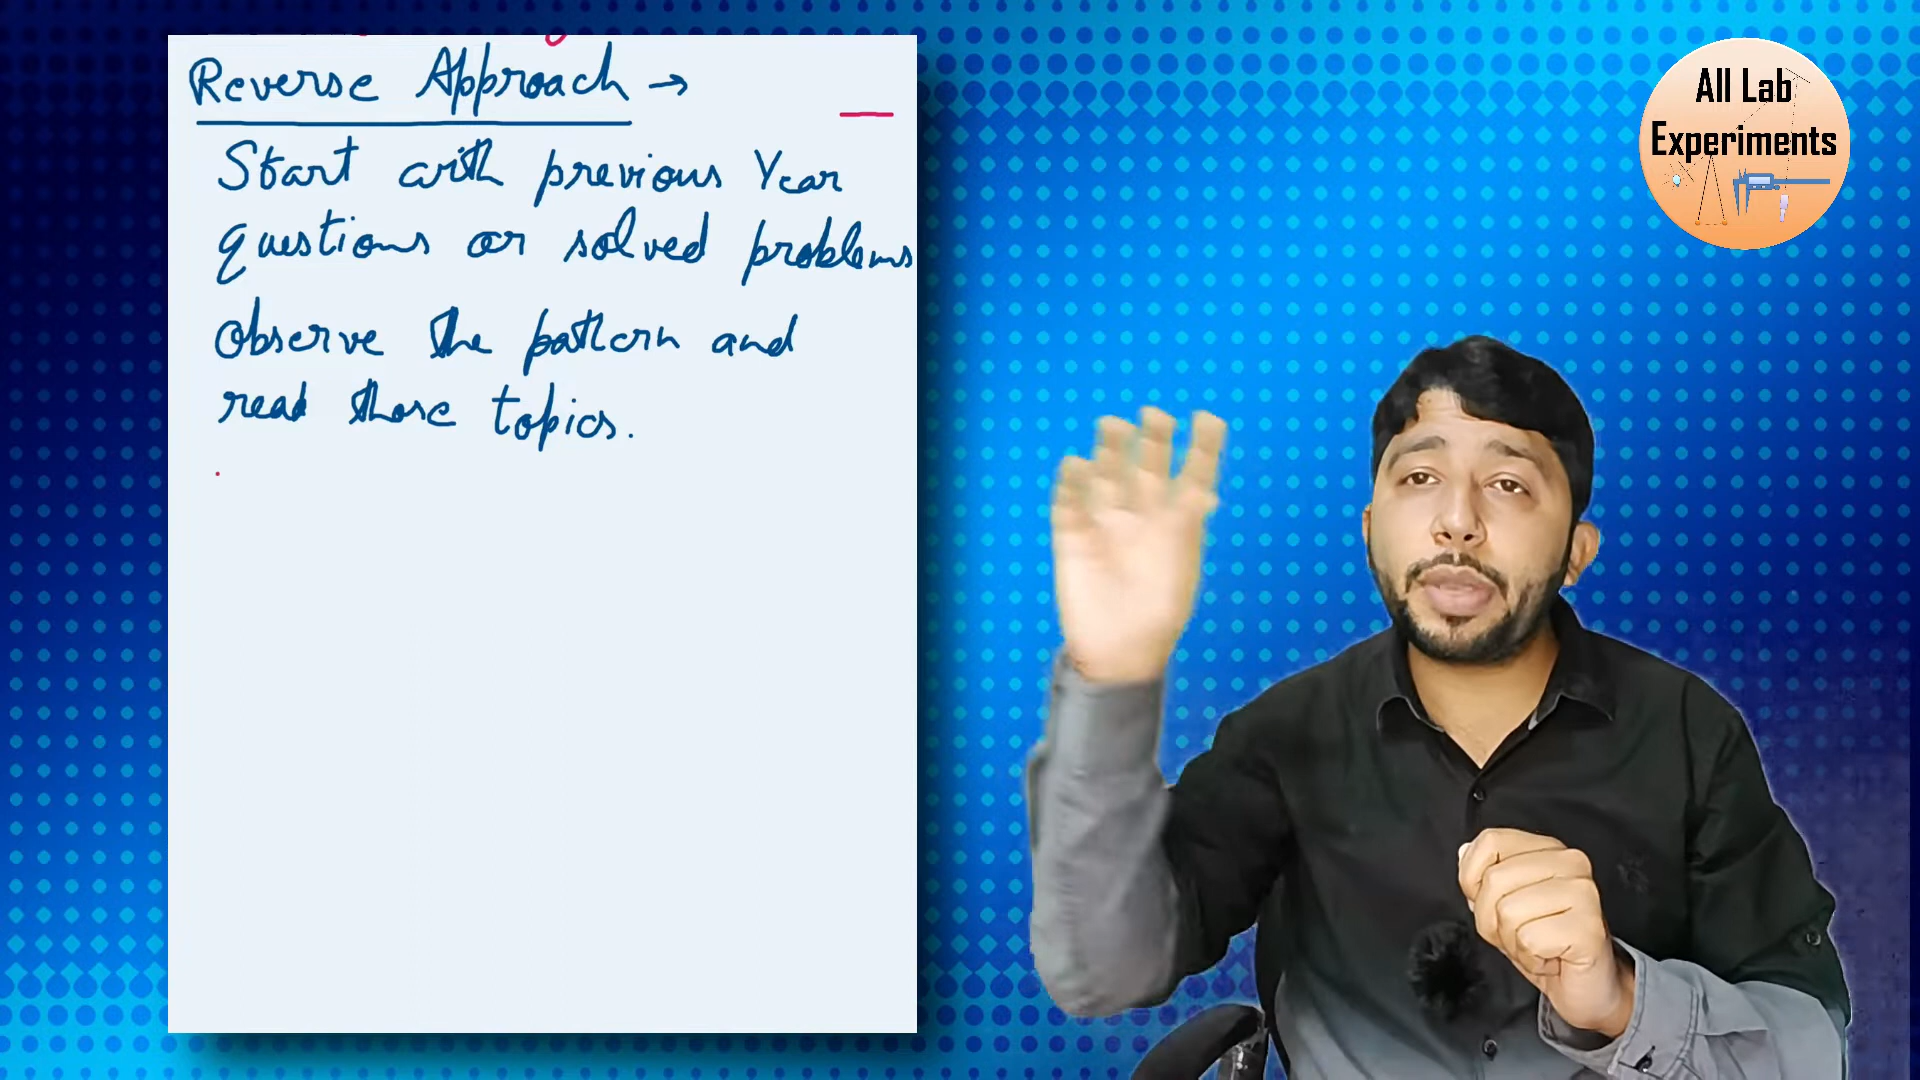 Reverse Approach →
Start with previous Year
questions or solved problems
Observe the pattern and
read those topics.
All Lab
Experiments